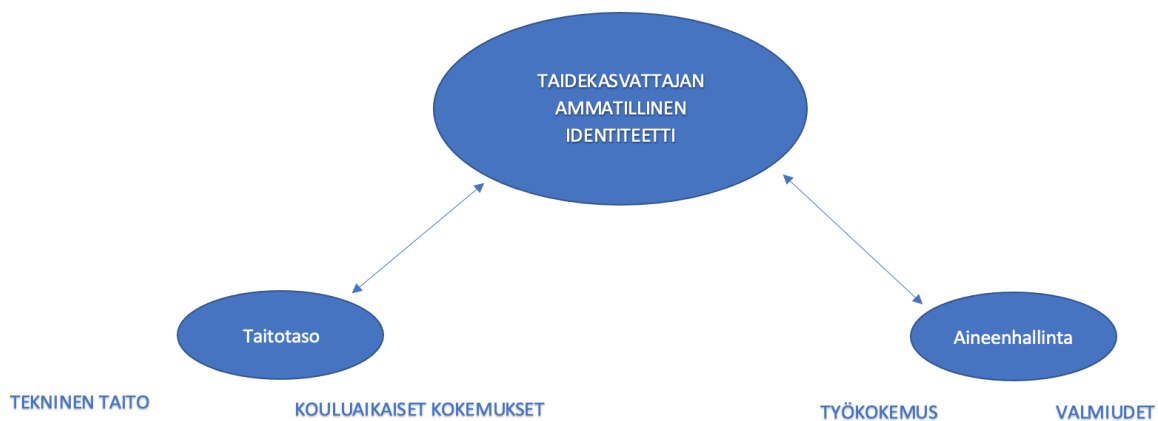 TAIDEKASVATTAJAN
AMMATILLINEN
IDENTITEETTI
Taitotaso
Aineenhallinta
TEKNINEN TAITO
KOULUAIKAISET KOKEMUKSET
TYÖKOKEMUS
VALMIUDET